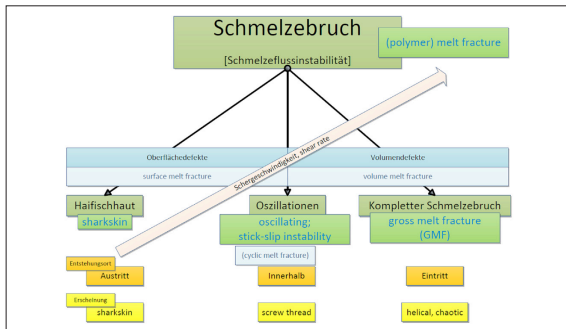 Schmelzebruch
[Schmelzeflussinstabilität]
(polymer) melt fracture
Schergeschwindigkeit, shear rate
Oberflächedefekte
Volumendefekte
surface melt fracture
volume melt fracture
Haifischhaut
sharkskin
Oszillationen
oscillating;
stick-slip instability
(cyclic melt fracture)
Kompletter Schmelzebruch
gross melt fracture
(GMF)
Entstehungsort
Austritt
Innerhalb
Eintritt
Erscheinung
sharkskin
screw thread
helical, chaotic